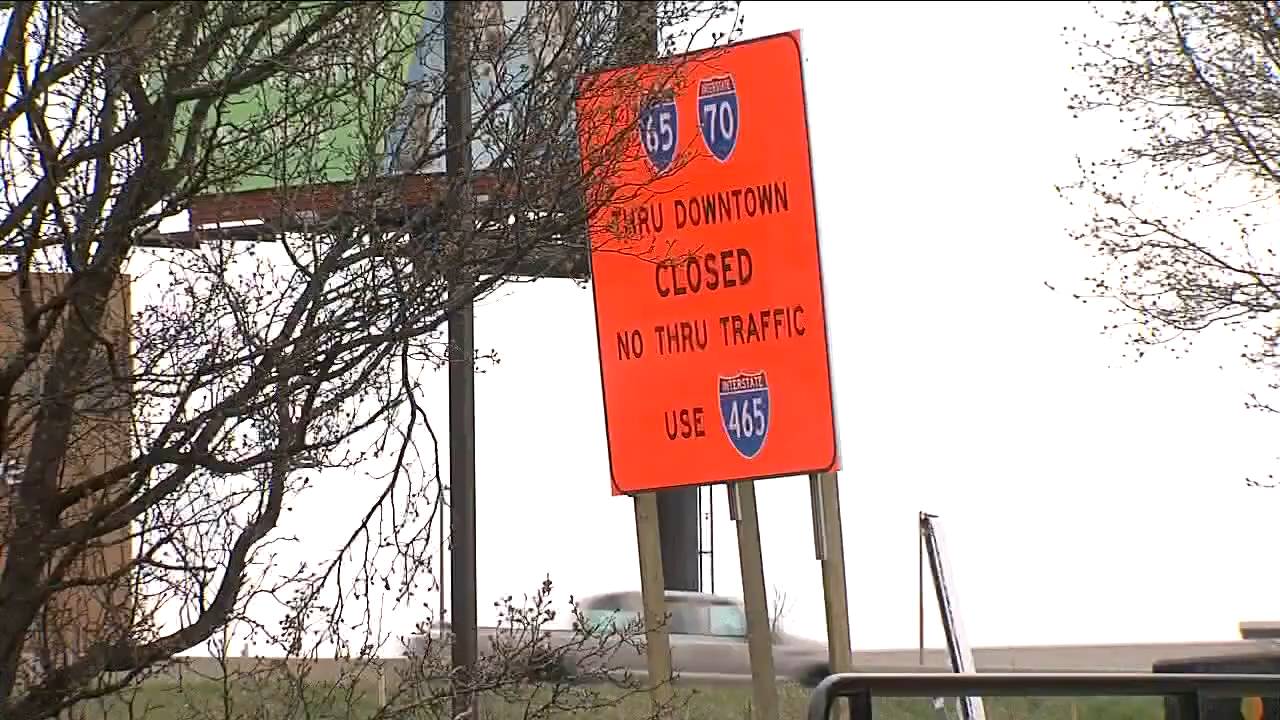 65 INTERSTATE 70
THRU DOWNTOWN
CLOSED
NO THRU TRAFFIC
USE INTERSTATE 465